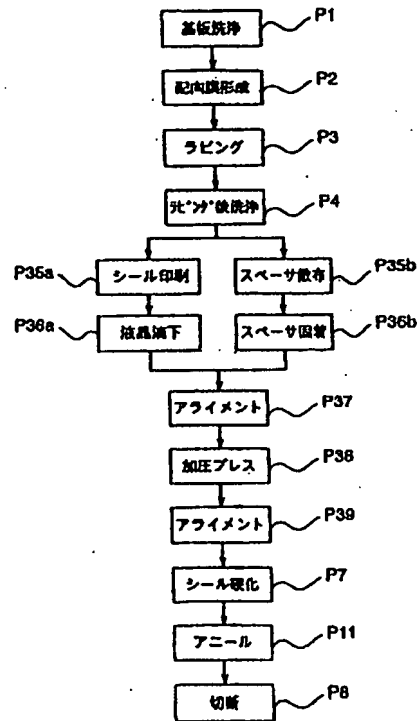 基板洗浄 P1
配向膜形成 P2
ラビング P3
ラビング後洗浄 P4
P35a シール印刷 スペーサ散布 P35b
P36a 液晶滴下 スペーサ固着 P36b
アライメント P37
加圧プレス P38
アライメント P39
シール硬化 P7
アニール P11
切断 P8